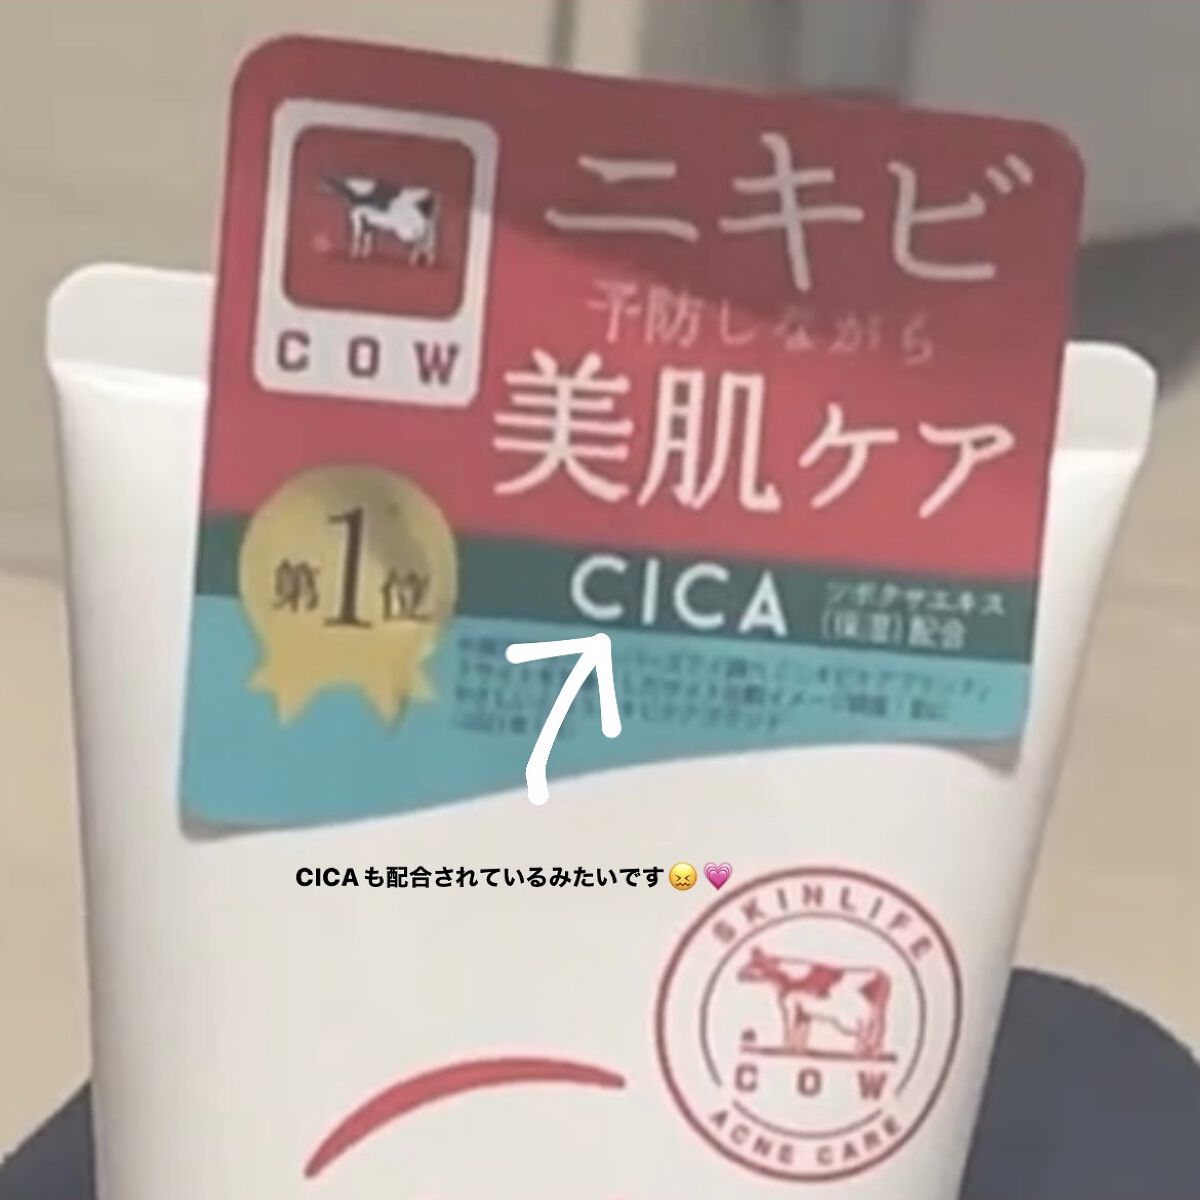 COW
ニキビ
予防しながら
美肌ケア
第1位
CICA
ツボクサエキス
(保湿)配合
CICAも配合されているみたいです😖💗
SKINLIFE
COW
ACNE CARE